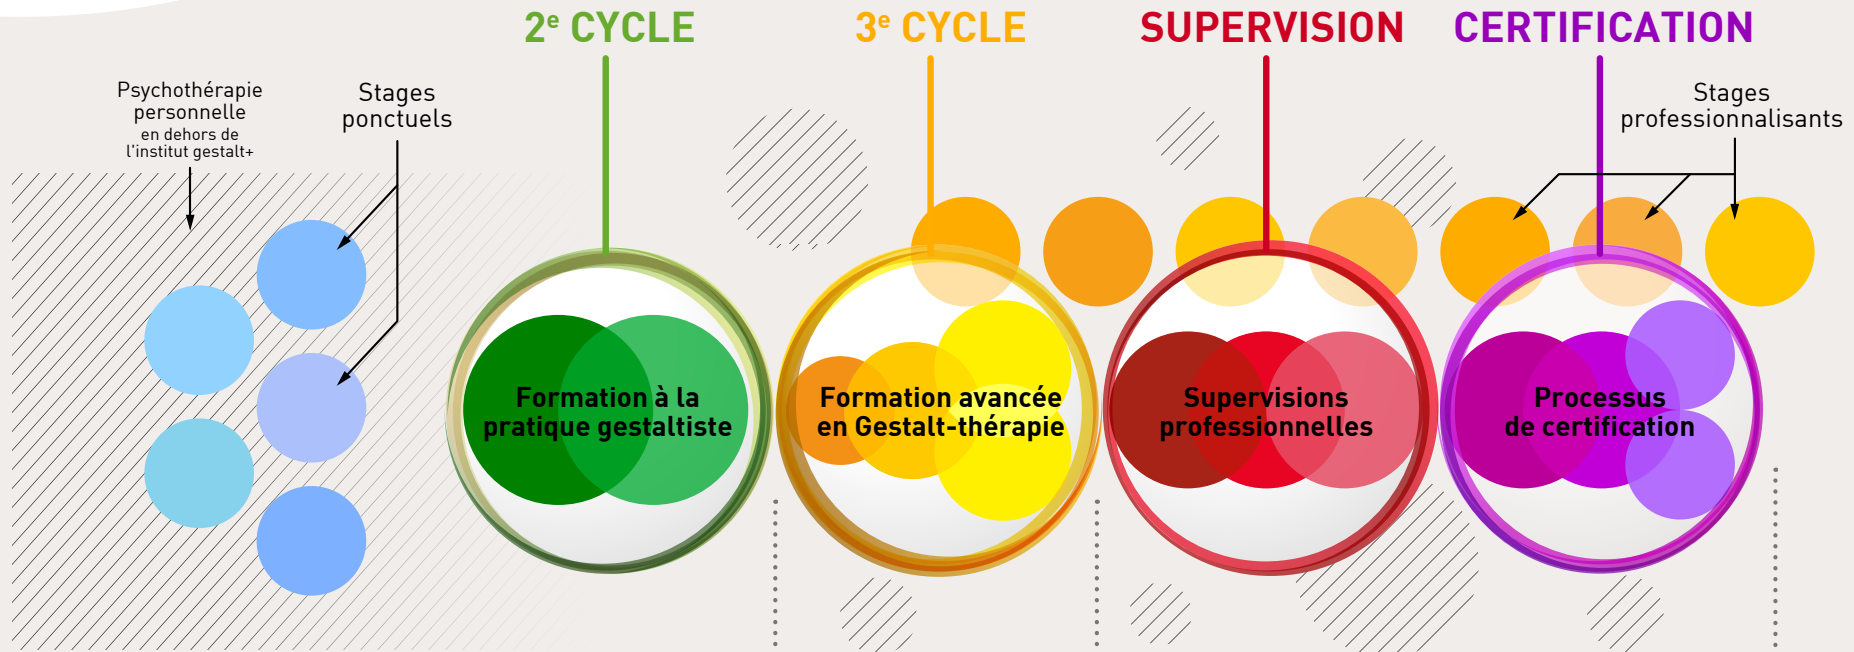 2e CYCLE
3e CYCLE
SUPERVISION
CERTIFICATION
Psychothérapie
personnelle
en dehors de
l'institut gestalt+
Stages
ponctuels
Stages
professionnalisants
Formation à la
pratique gestaltiste
Formation avancée
en Gestalt-thérapie
Supervisions
professionnelles
Processus
de certification